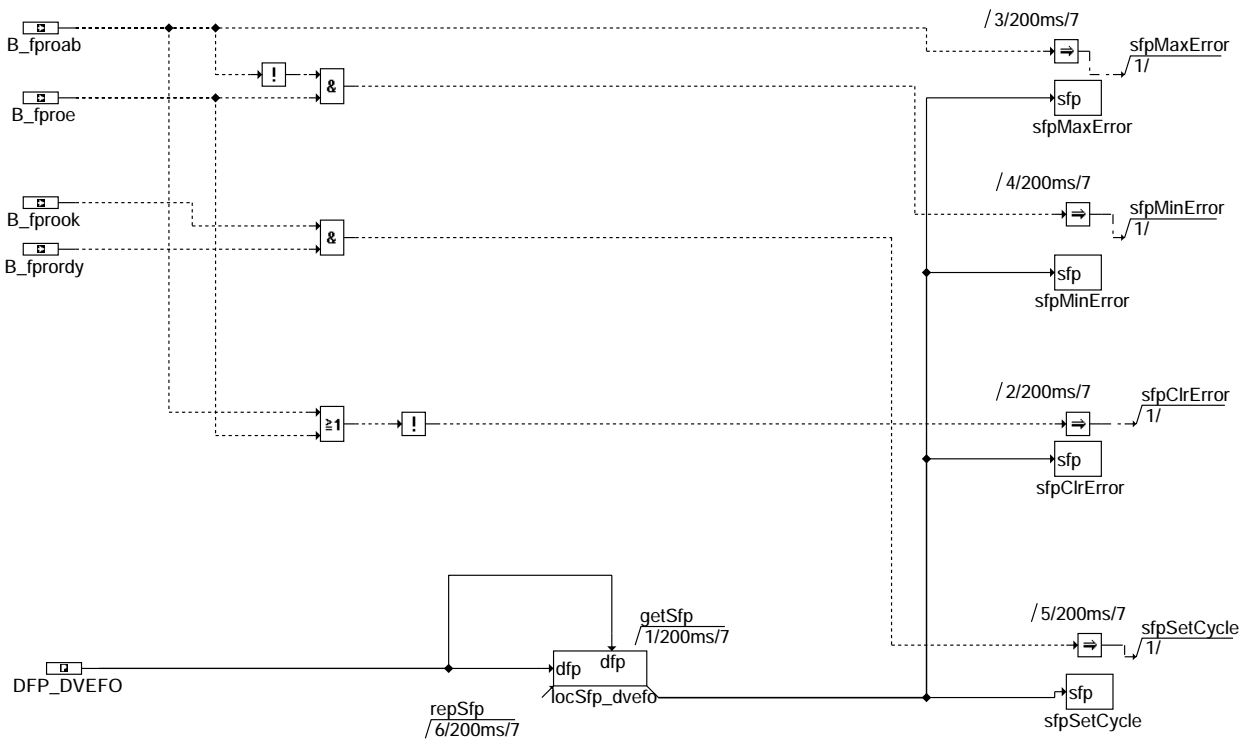 /3/200ms/7
B_fproab
sfpMaxError
1/
!
&
sfp
B_fproe
sfpMaxError
/4/200ms/7
B_fprook
sfpMinError
1/
&
B_fprordy
sfp
sfpMinError
/2/200ms/7
sfpClrError
1/
≥1
!
sfp
sfpClrError
/5/200ms/7
getSfp
/1/200ms/7
sfpSetCycle
1/
dfp
dfp
DFP_DVEFO
locSfp_dvefo
sfp
repSfp
/6/200ms/7
sfpSetCycle